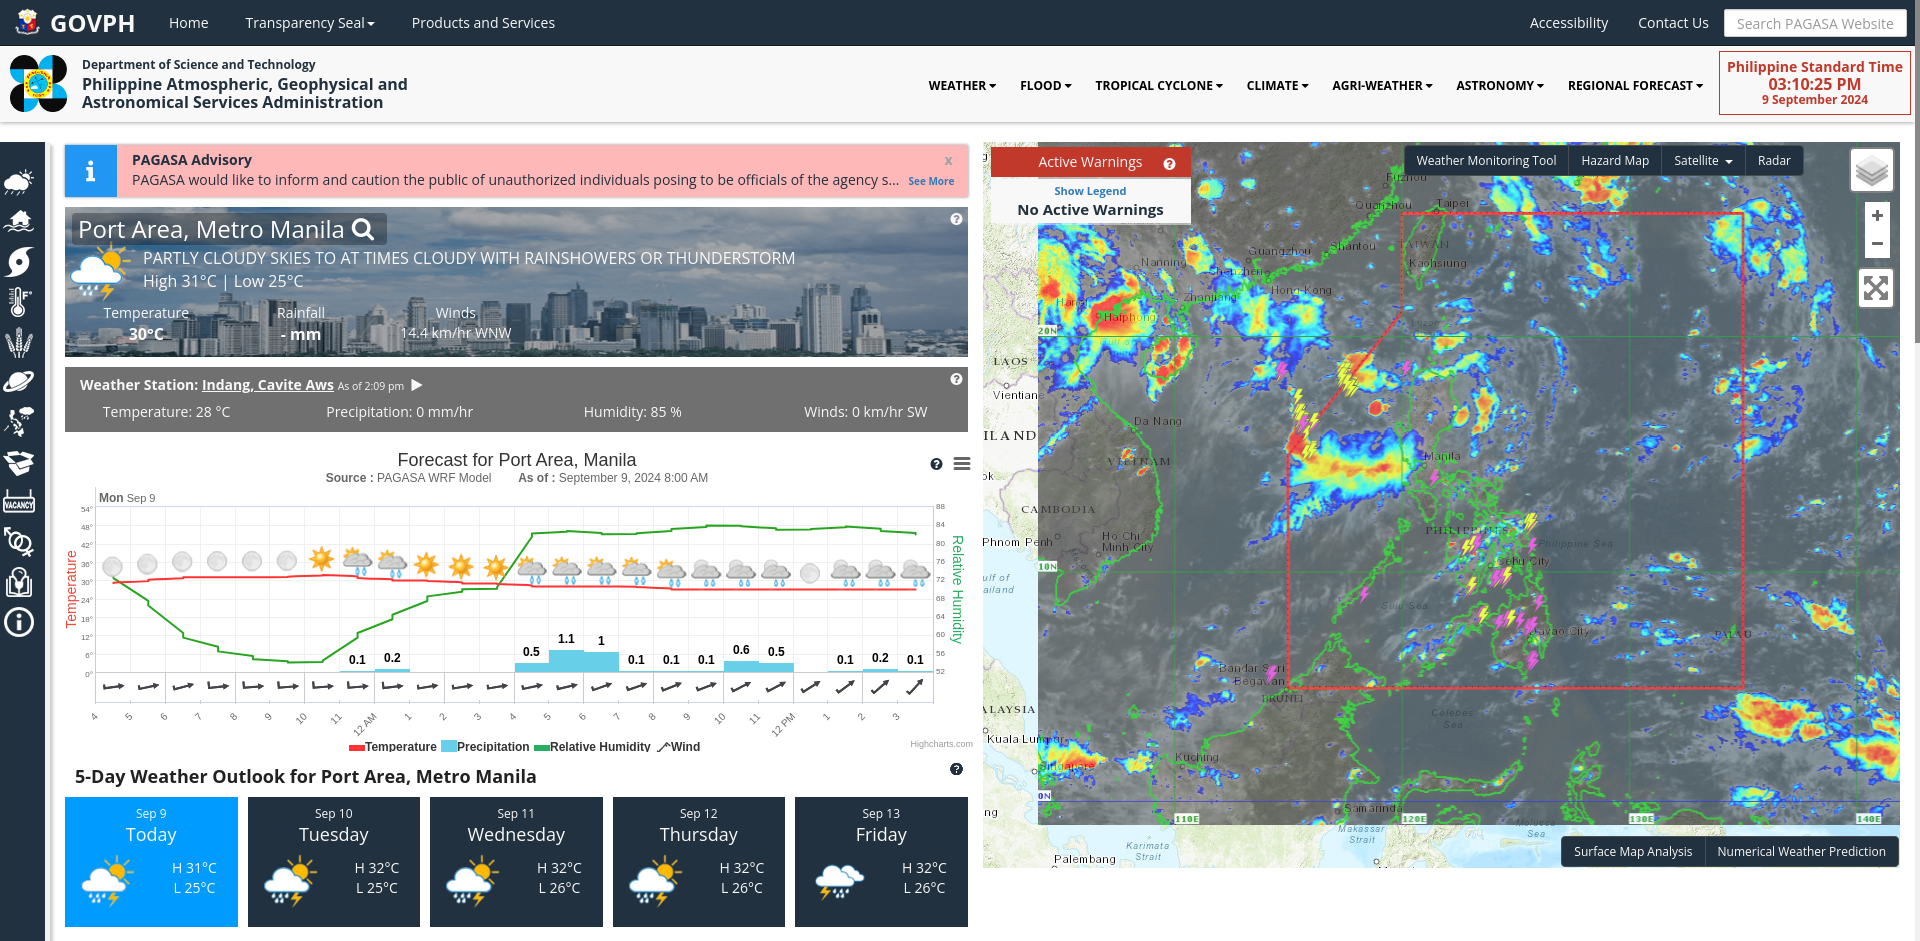 GOVPH
Home
Transparency Seal
Products and Services
Accessibility
Contact Us
Search PAGASA Website
Department of Science and Technology
Philippine Atmospheric, Geophysical and
Astronomical Services Administration
WEATHER
FLOOD
TROPICAL CYCLONE
CLIMATE
AGRI-WEATHER
ASTRONOMY
REGIONAL FORECAST
Philippine Standard Time
03:10:25 PM
9 September 2024
VACANCY
PAGASA Advisory
x
PAGASA would like to inform and caution the public of unauthorized individuals posing to be officials of the agency s...
See More
Port Area, Metro Manila
PARTLY CLOUDY SKIES TO AT TIMES CLOUDY WITH RAINSHOWERS OR THUNDERSTORM
High 31°C | Low 25°C
Temperature
Rainfall
Winds
30°C
- mm
14.4 km/hr WNW
Weather Station: Indang, Cavite Aws As of 2:09 pm
Temperature: 28 °C
Precipitation: 0 mm/hr
Humidity: 85 %
Winds: 0 km/hr SW
Forecast for Port Area, Manila
Source : PAGASA WRF Model
As of : September 9, 2024 8:00 AM
Mon Sep 9
Temperature
54°
48°
42°
36°
30°
24°
18°
12°
6°
0°
88
84
80
76
72
68
64
60
56
52
Relative Humidity
0.1
0.2
0.5
1.1
1
0.1
0.1
0.1
0.6
0.5
0.1
0.2
0.1
4
5
6
7
8
9
10
11
12 AM
1
2
3
4
5
6
7
8
9
10
11
12 PM
1
2
3
Temperature
Precipitation
Relative Humidity
Wind
Highcharts.com
5-Day Weather Outlook for Port Area, Metro Manila
Sep 9
Today
H 31°C
L 25°C
Sep 10
Tuesday
H 32°C
L 25°C
Sep 11
Wednesday
H 32°C
L 26°C
Sep 12
Thursday
H 32°C
L 26°C
Sep 13
Friday
H 32°C
L 26°C
Active Warnings
Show Legend
No Active Warnings
Weather Monitoring Tool
Hazard Map
Satellite
Radar
+
−
Fuzhou
Quanzhou
Taipei
Shantou
TAIWAN
Guangzhou
Kaohsiung
Nanning
Shenzhen
Hong Kong
Zhanjiang
Hanoi
Haiphong
20N
LAOS
Vientiane
Da Nang
ILAND
VIETNAM
Manila
ok
CAMBODIA
PHILIPPINES
Phnom Penh
Ho Chi
Minh City
Philippine Sea
Cebu City
10N
ulf of
ailand
Sulu Sea
Davao City
PALAU
Bandar Seri
Begawan
BRUNEI
ALAYSIA
Celebes
Sea
Kuala Lumpur
Kuching
Singapore
0N
Samarinda
ng
110E
120E
130E
140E
Makassar
Strait
Molucca
Sea
Karimata
Strait
Palembang
Surface Map Analysis
Numerical Weather Prediction